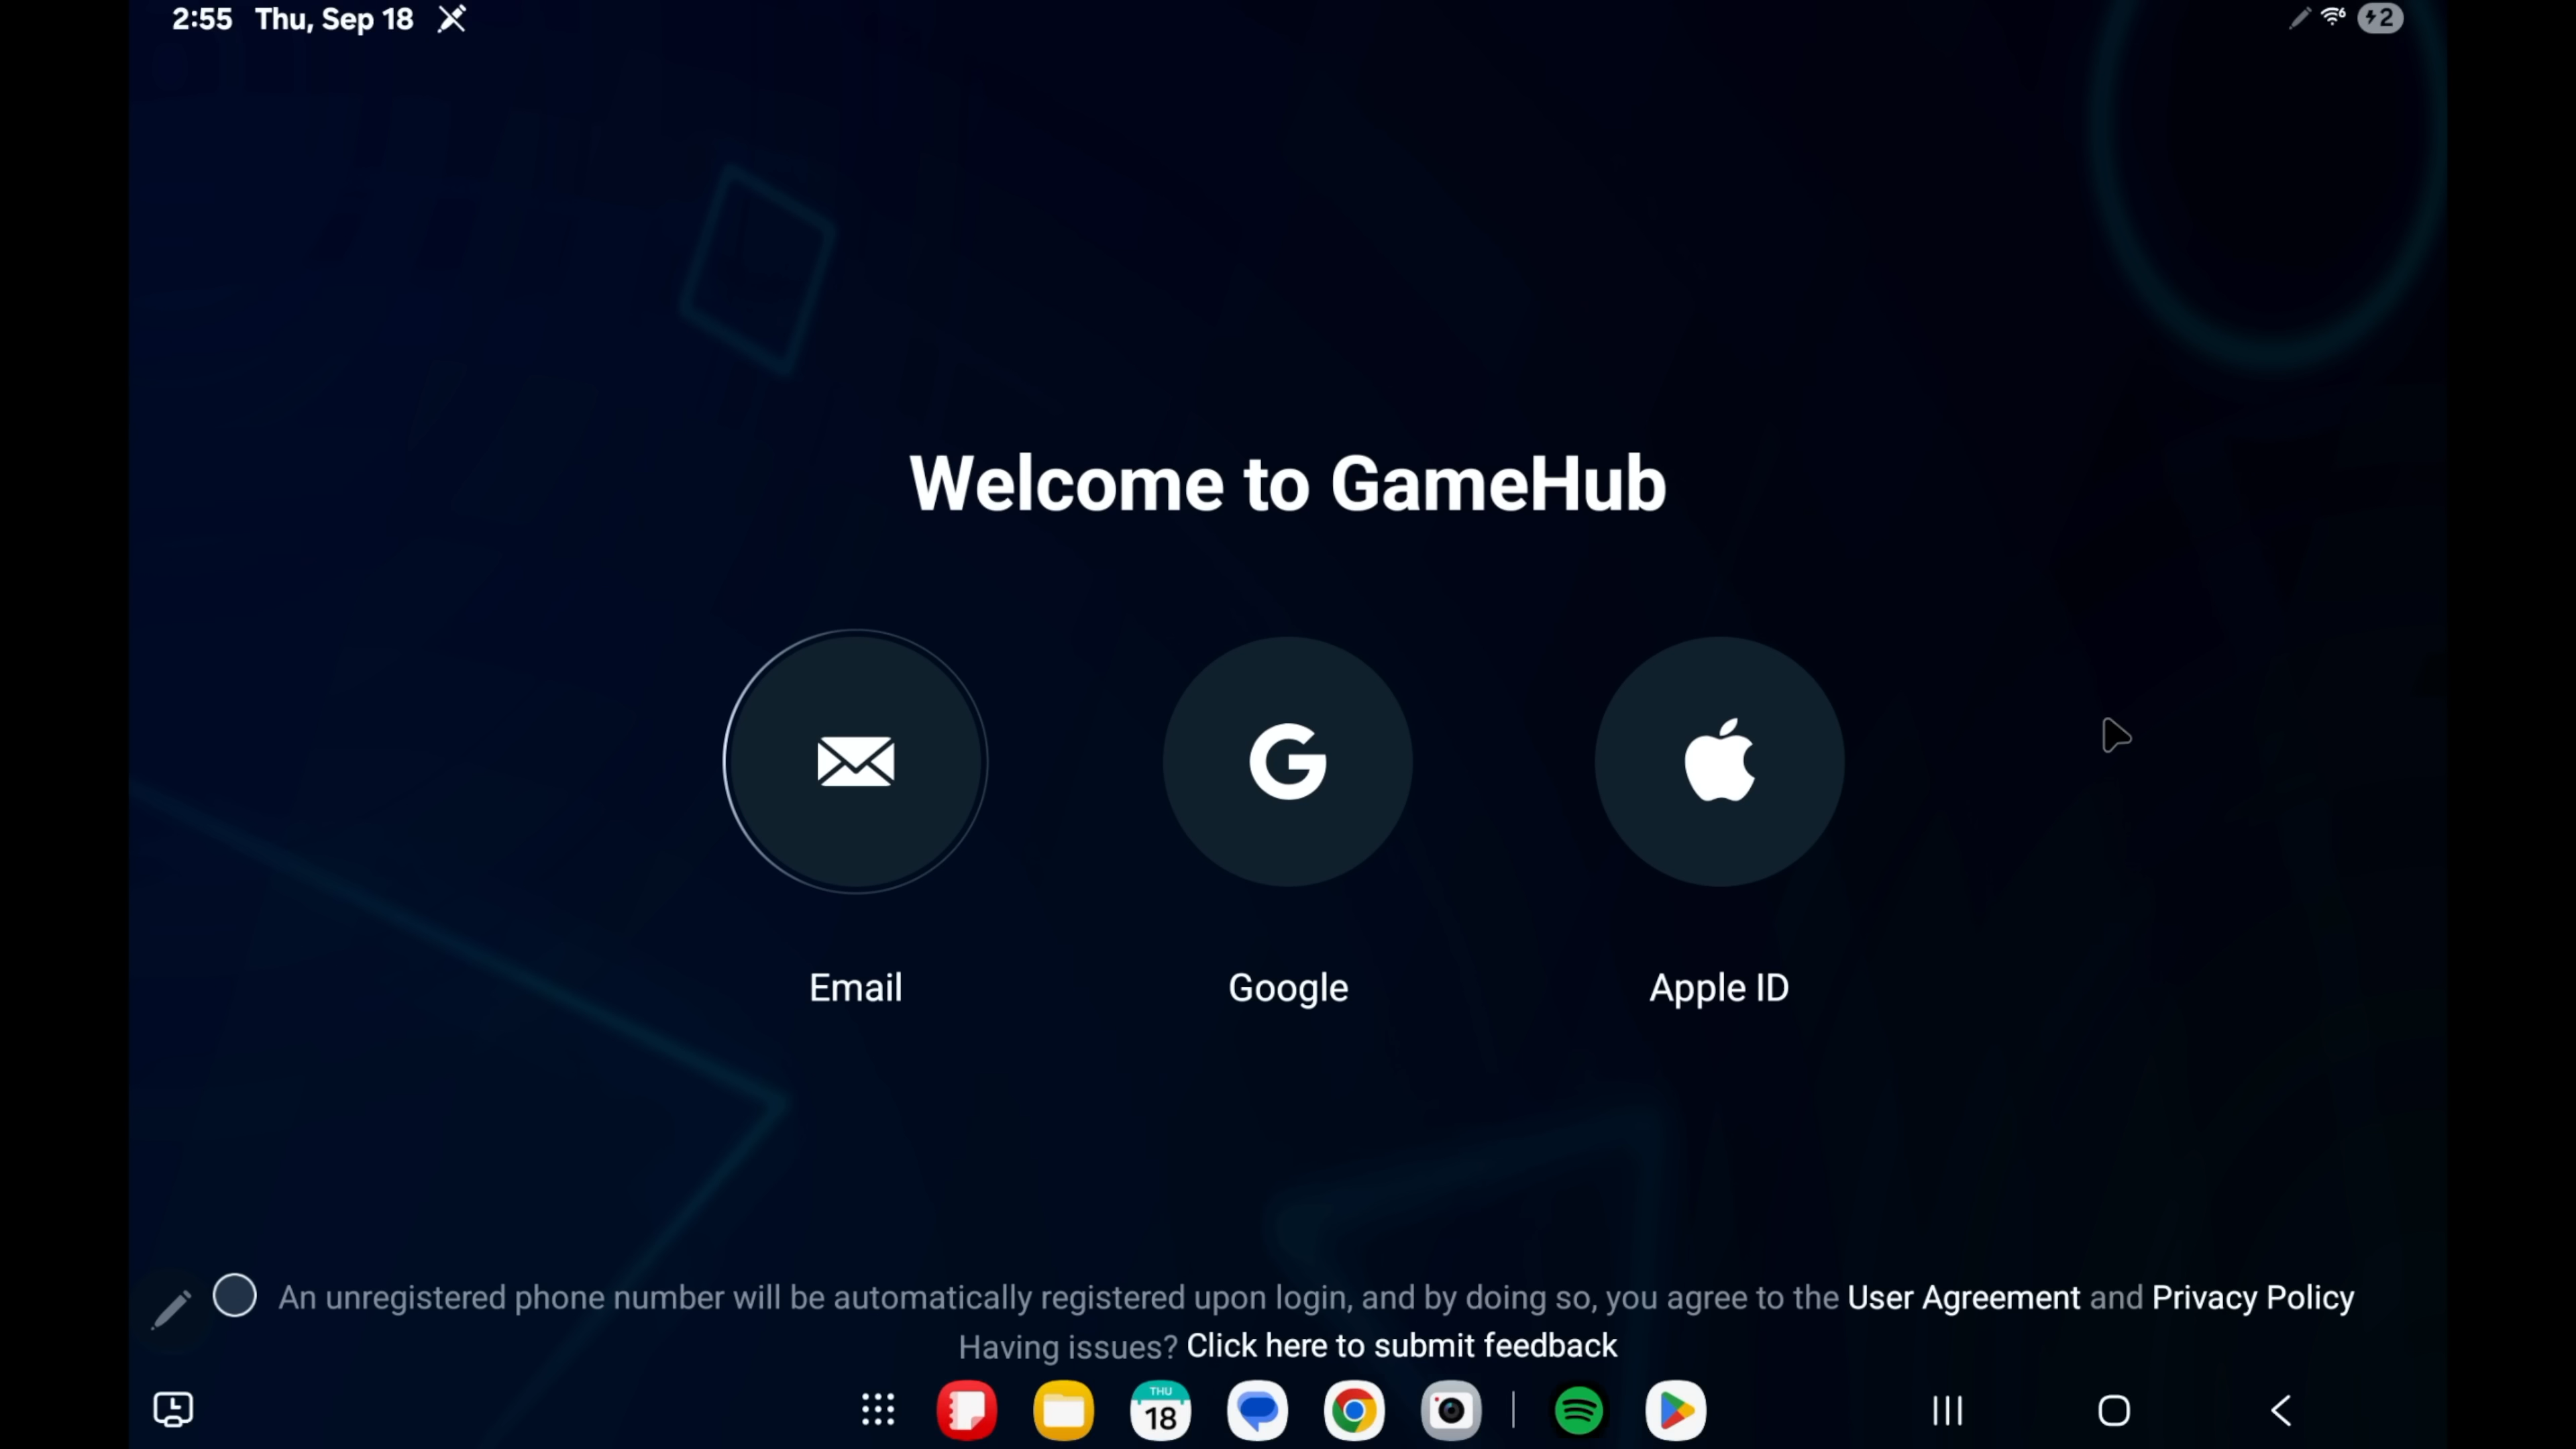 2:55 Thu, Sep 18
2
Welcome to GameHub
Email
Google
Apple ID
An unregistered phone number will be automatically registered upon login, and by doing so, you agree to the User Agreement and Privacy Policy
Having issues? Click here to submit feedback
THU
18